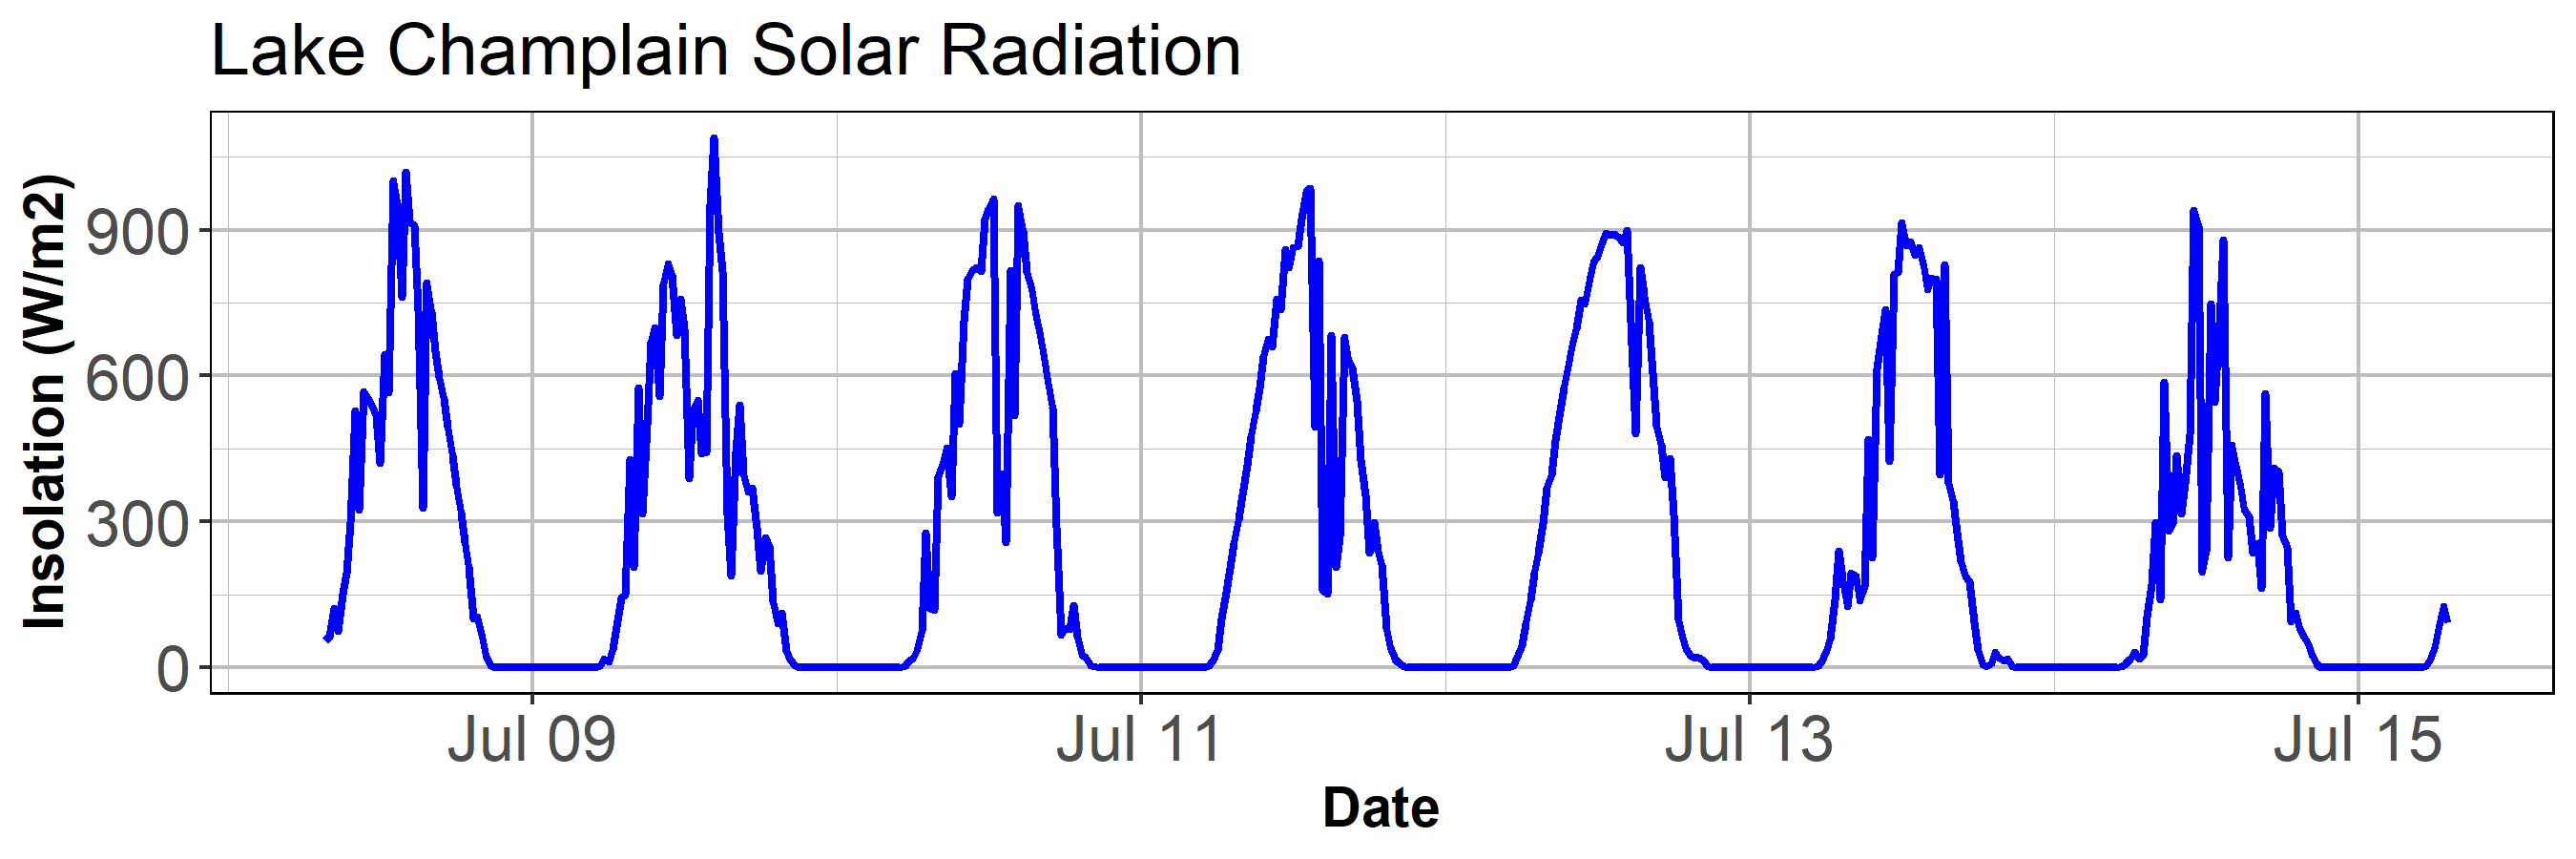 Lake Champlain Solar Radiation
Insolation (W/m2)
900
600
300
0
Jul 09
Jul 11
Jul 13
Jul 15
Date